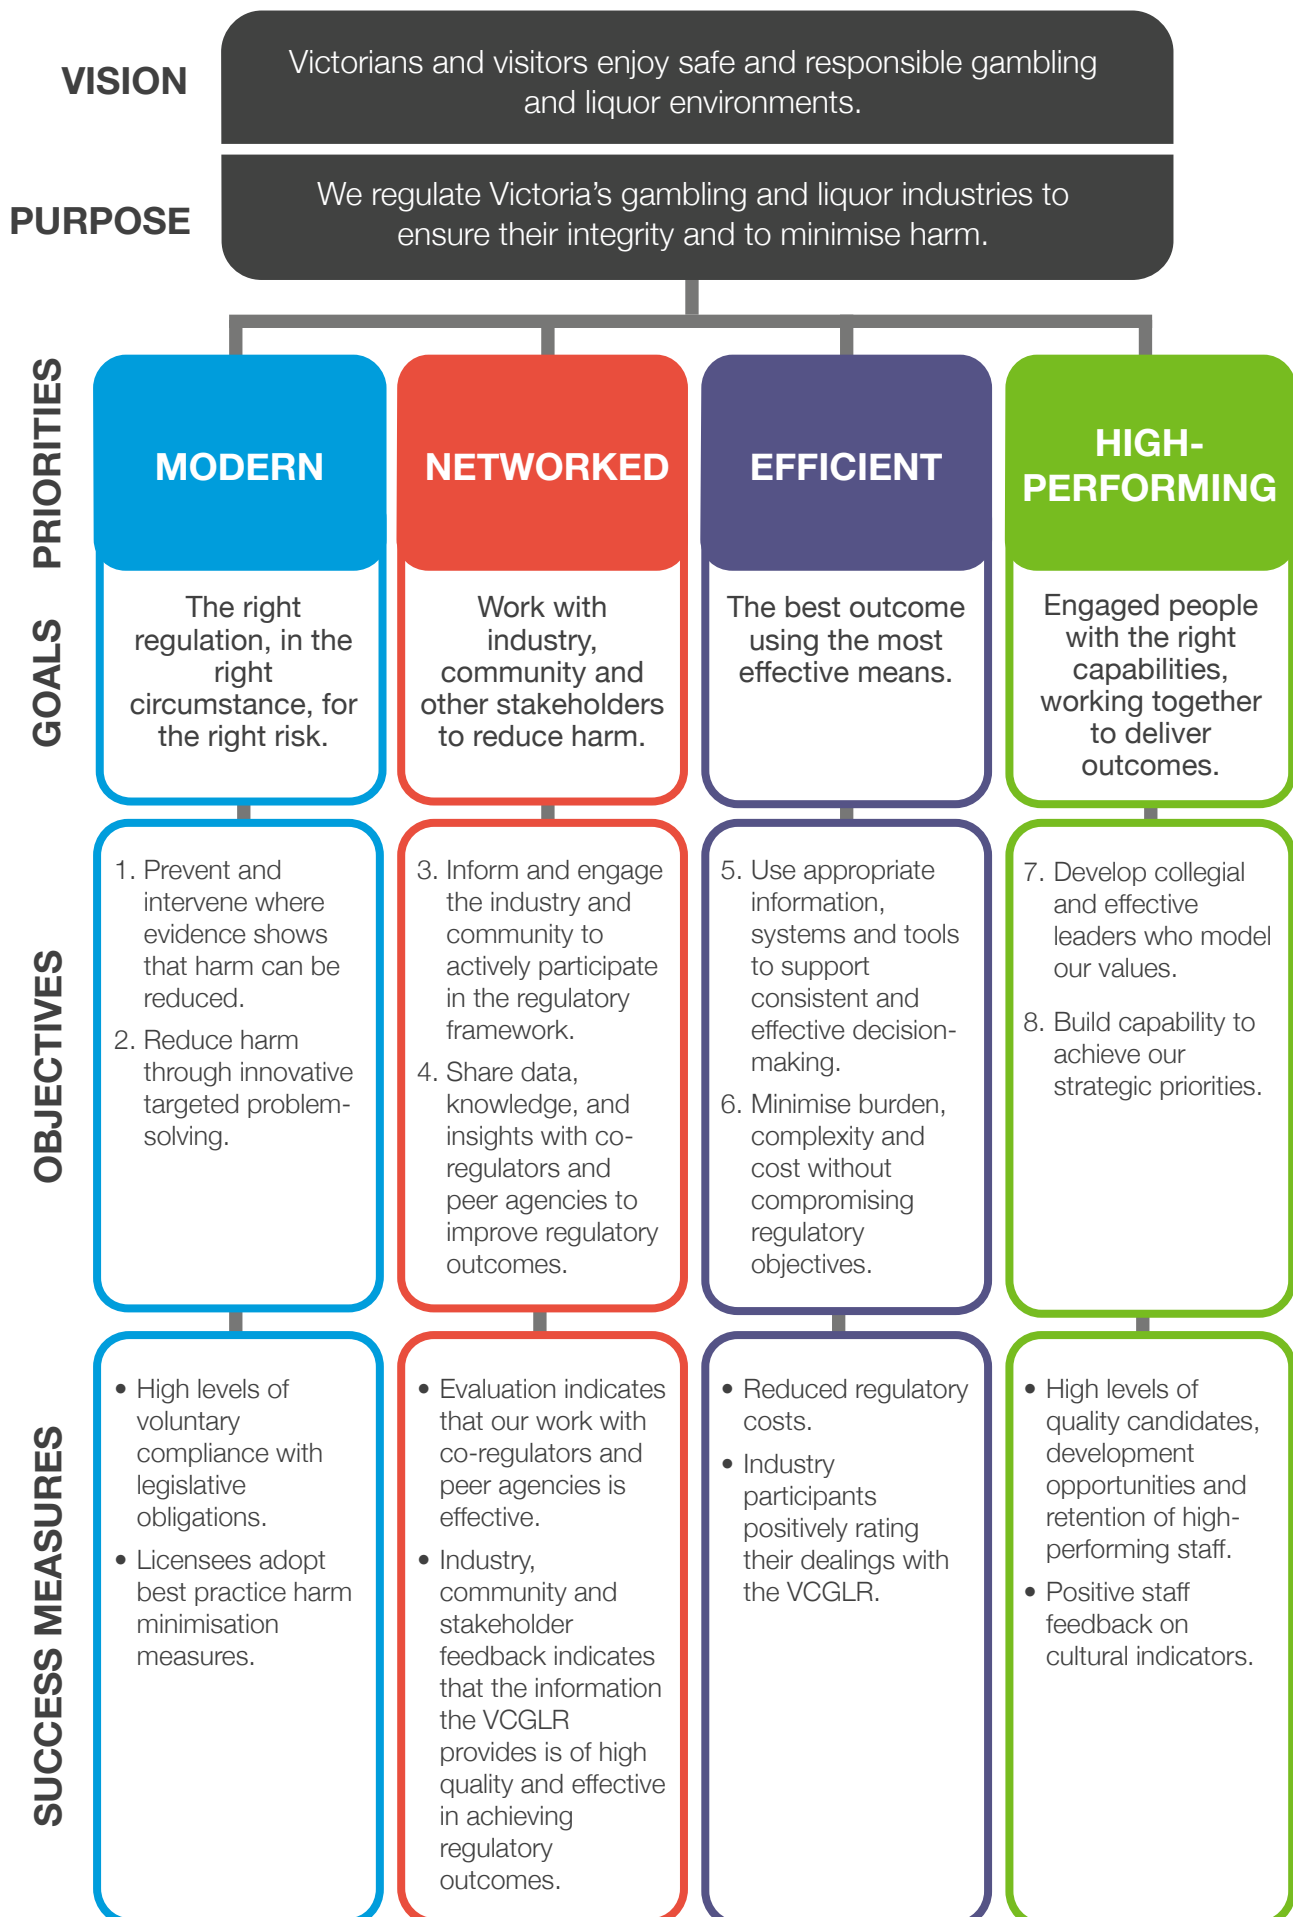 VISION
Victorians and visitors enjoy safe and responsible gambling
and liquor environments.
PURPOSE
We regulate Victoria’s gambling and liquor industries to
ensure their integrity and to minimise harm.
PRIORITIES
MODERN
NETWORKED
EFFICIENT
HIGH-
PERFORMING
GOALS
The right
regulation, in the
right
circumstance, for
the right risk.
Work with
industry,
community and
other stakeholders
to reduce harm.
The best outcome
using the most
effective means.
Engaged people
with the right
capabilities,
working together
to deliver
outcomes.
OBJECTIVES
1. Prevent and
intervene where
evidence shows
that harm can be
reduced.
2. Reduce harm
through innovative
targeted problem-
solving.
3. Inform and engage
the industry and
community to
actively participate
in the regulatory
framework.
4. Share data,
knowledge, and
insights with co-
regulators and
peer agencies to
improve regulatory
outcomes.
5. Use appropriate
information,
systems and tools
to support
consistent and
effective decision-
making.
6. Minimise burden,
complexity and
cost without
compromising
regulatory
objectives.
7. Develop collegial
and effective
leaders who model
our values.
8. Build capability to
achieve our
strategic priorities.
SUCCESS MEASURES
• High levels of
voluntary
compliance with
legislative
obligations.
• Licensees adopt
best practice harm
minimisation
measures.
• Evaluation indicates
that our work with
co-regulators and
peer agencies is
effective.
• Industry,
community and
stakeholder
feedback indicates
that the information
the VCGLR
provides is of high
quality and effective
in achieving
regulatory
outcomes.
• Reduced regulatory
costs.
• Industry
participants
positively rating
their dealings with
the VCGLR.
• High levels of
quality candidates,
development
opportunities and
retention of high-
performing staff.
• Positive staff
feedback on
cultural indicators.